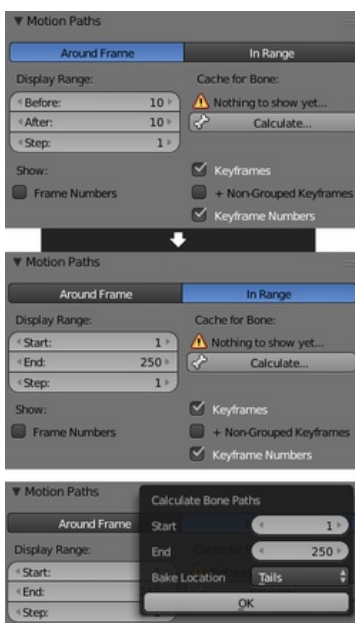 Motion Paths
Around Frame In Range
Display Range: Cache for Bone:
Before: 10 Nothing to show yet...
After: 10 Calculate...
Step: 1
Show: Keyframes
Frame Numbers + Non-Grouped Keyframes
Keyframe Numbers
Motion Paths
Around Frame In Range
Display Range: Cache for Bone:
Start: 1 Nothing to show yet...
End: 250 Calculate...
Step: 1
Show: Keyframes
Frame Numbers + Non-Grouped Keyframes
Keyframe Numbers
Motion Paths
Calculate Bone Paths
Around Frame Start 1
Display Range: End 250
Start: Bake Location Tails
End: OK
Step: